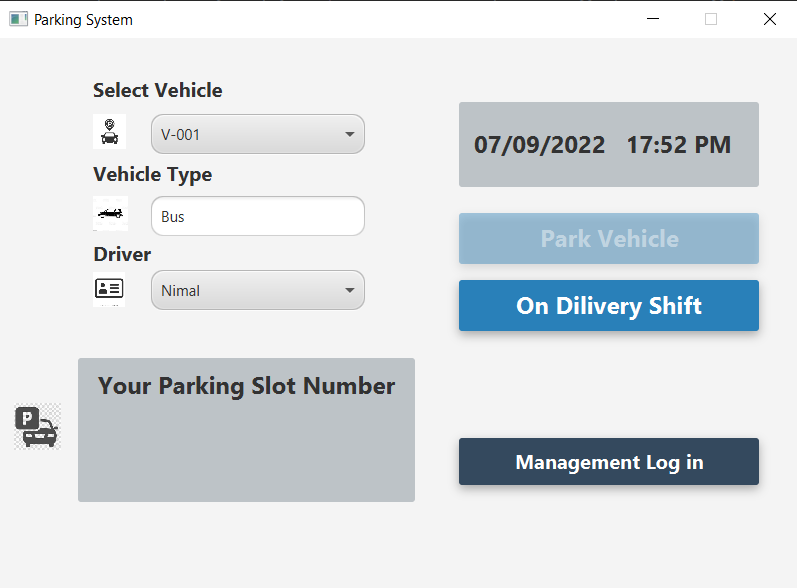 Parking System
Select Vehicle
V-001
Vehicle Type
Bus
Driver
Nimal
Your Parking Slot Number
P
07/09/2022 17:52 PM
Park Vehicle
On Dilivery Shift
Management Log in